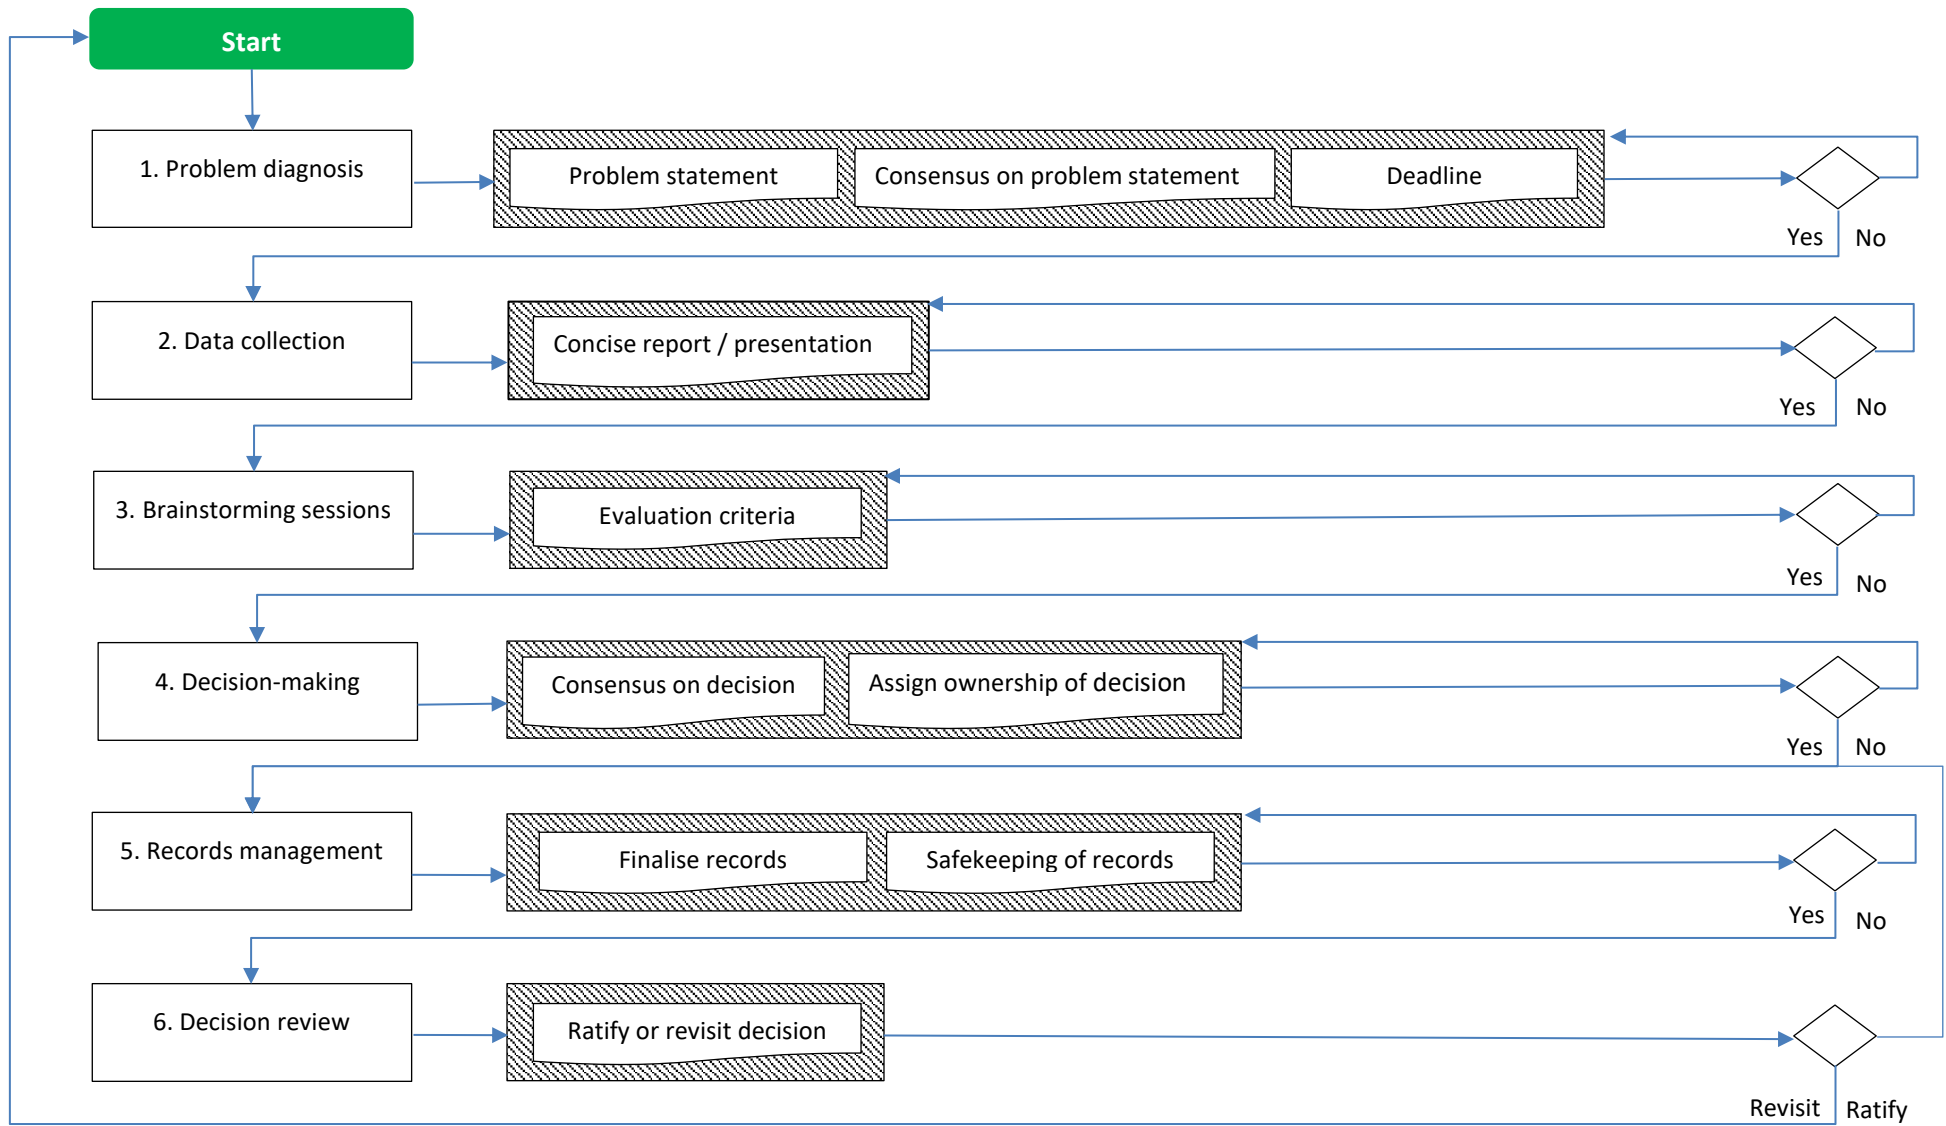 Start
1. Problem diagnosis
Problem statement
Consensus on problem statement
Deadline
Yes
No
2. Data collection
Concise report / presentation
Yes
No
3. Brainstorming sessions
Evaluation criteria
Yes
No
4. Decision-making
Consensus on decision
Assign ownership of decision
Yes
No
5. Records management
Finalise records
Safekeeping of records
Yes
No
6. Decision review
Ratify or revisit decision
Revisit
Ratify